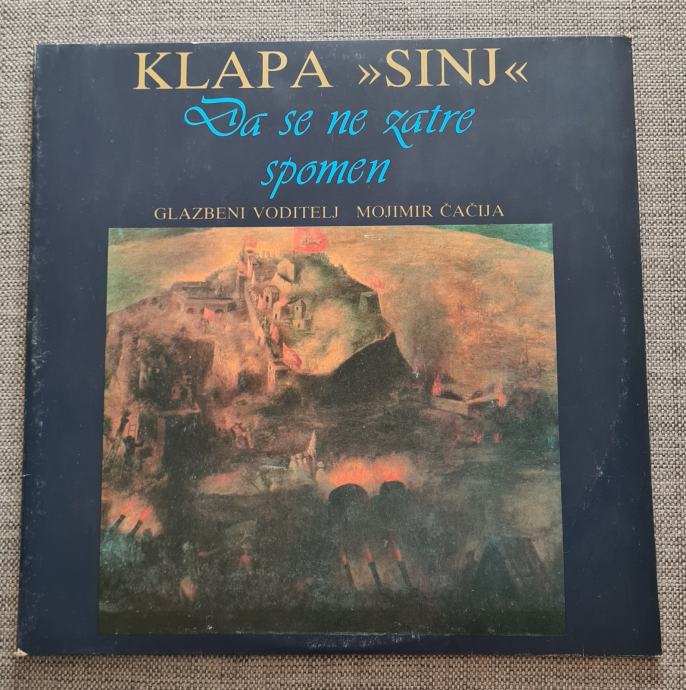 KLAPA »SINJ«
Da se ne zatre
spomen
GLAZBENI VODITELJ MOJIMIR ČAČIJA